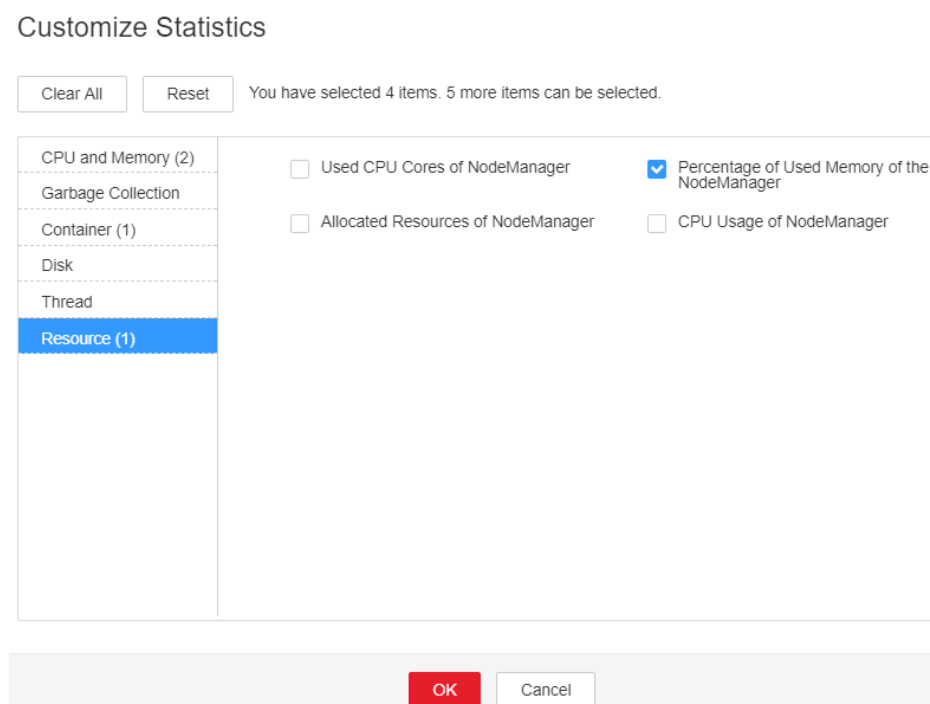 Customize Statistics
Clear All
Reset
You have selected 4 items. 5 more items can be selected.
CPU and Memory (2)
Garbage Collection
Container (1)
Disk
Thread
Resource (1)
Used CPU Cores of NodeManager
Percentage of Used Memory of the
NodeManager
Allocated Resources of NodeManager
CPU Usage of NodeManager
OK
Cancel